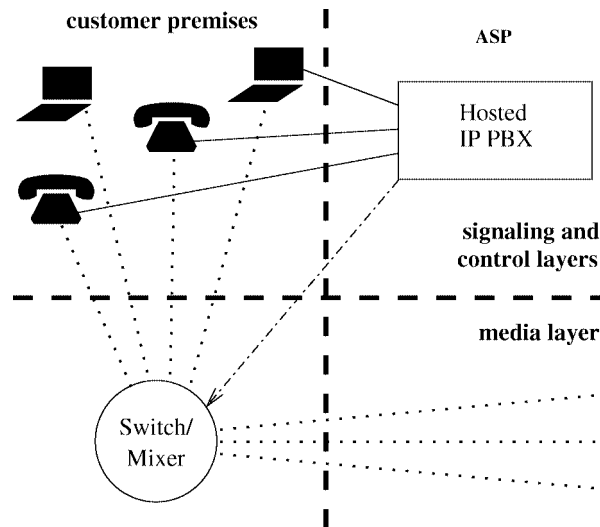 customer premises
ASP
Hosted
IP PBX
signaling and
control layers
media layer
Switch/
Mixer